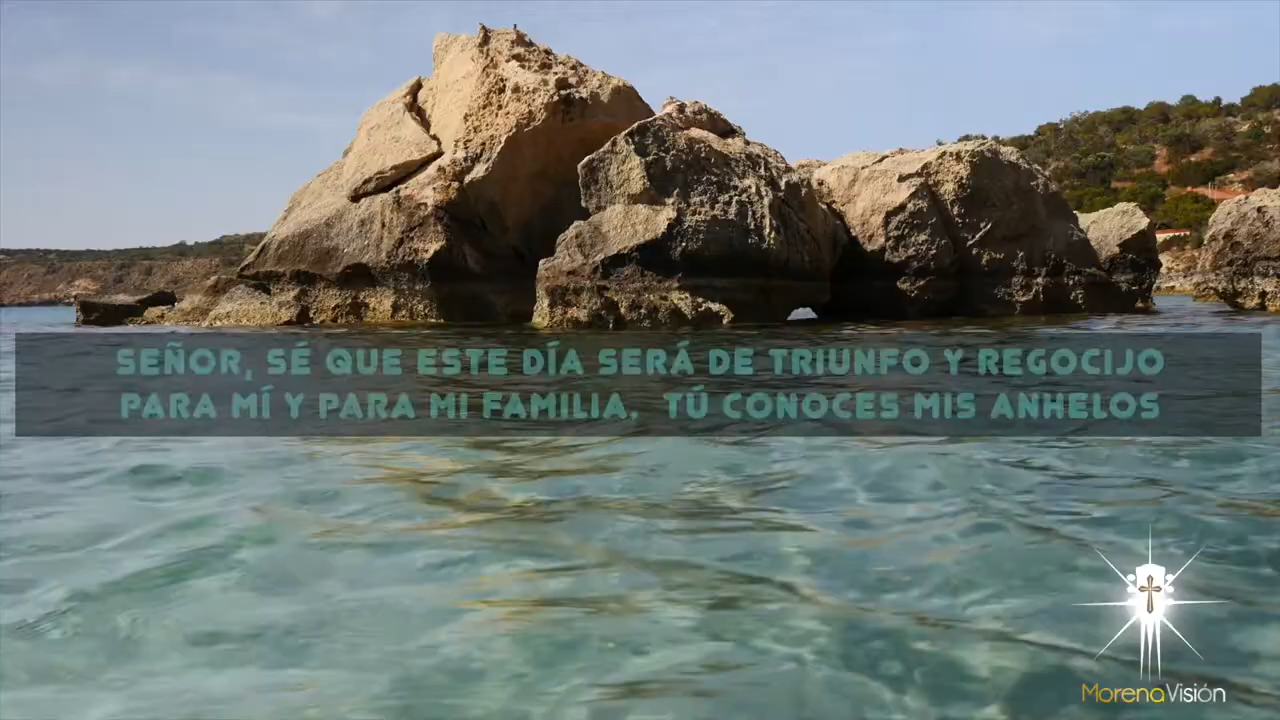 SEÑOR, SÉ QUE ESTE DÍA SERÁ DE TRIUNFO Y REGOCIJO
PARA MÍ Y PARA MI FAMILIA. TÚ CONOCES MIS ANHELOS
MorenaVisión